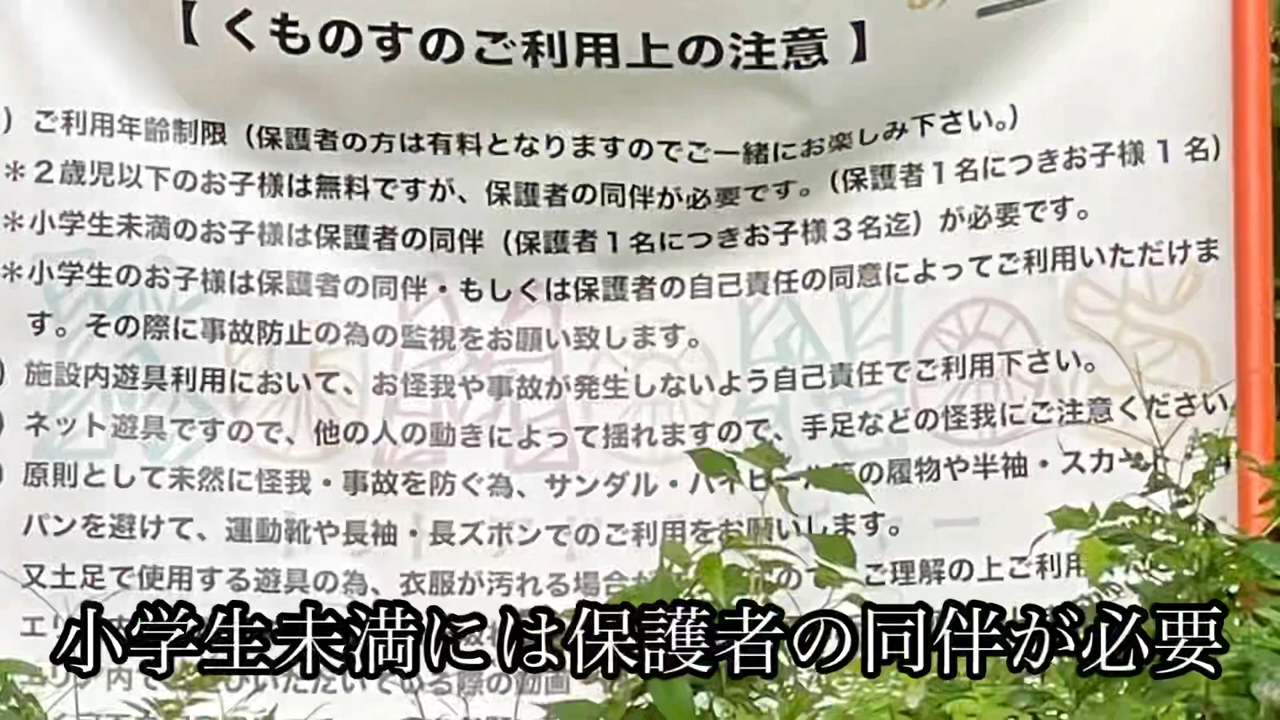 【 くものすのご利用上の注意 】
）ご利用年齢制限（保護者の方は有料となりますのでご一緒にお楽しみ下さい。）
＊２歳児以下のお子様は無料ですが、保護者の同伴が必要です。（保護者１名につきお子様１名）
＊小学生未満のお子様は保護者の同伴（保護者１名につきお子様３名迄）が必要です。
＊小学生のお子様は保護者の同伴・もしくは保護者の自己責任の同意によってご利用いただけま
す。その際に事故防止の為の監視をお願い致します。
）施設内遊具利用において、お怪我や事故が発生しないよう自己責任でご利用下さい。
）ネット遊具ですので、他の人の動きによって揺れますので、手足などの怪我にご注意ください
）原則として未然に怪我・事故を防ぐ為、サンダル・ハイヒール等の履物や半袖・スカート・
パンを避けて、運動靴や長袖・長ズボンでのご利用をお願いします。
又土足で使用する遊具の為、衣服が汚れる場合が ご理解の上ご利用
小学生未満には保護者の同伴が必要